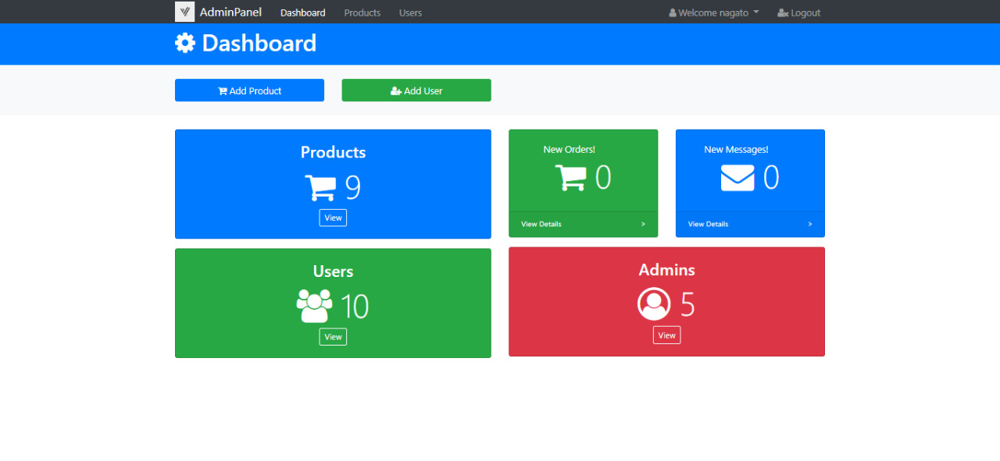 AdminPanel Dashboard Products Users Welcome nagato Logout
Dashboard
Add Product Add User
Products
9
View
New Orders!
0
View Details >
New Messages!
0
View Details >
Users
10
View
Admins
5
View